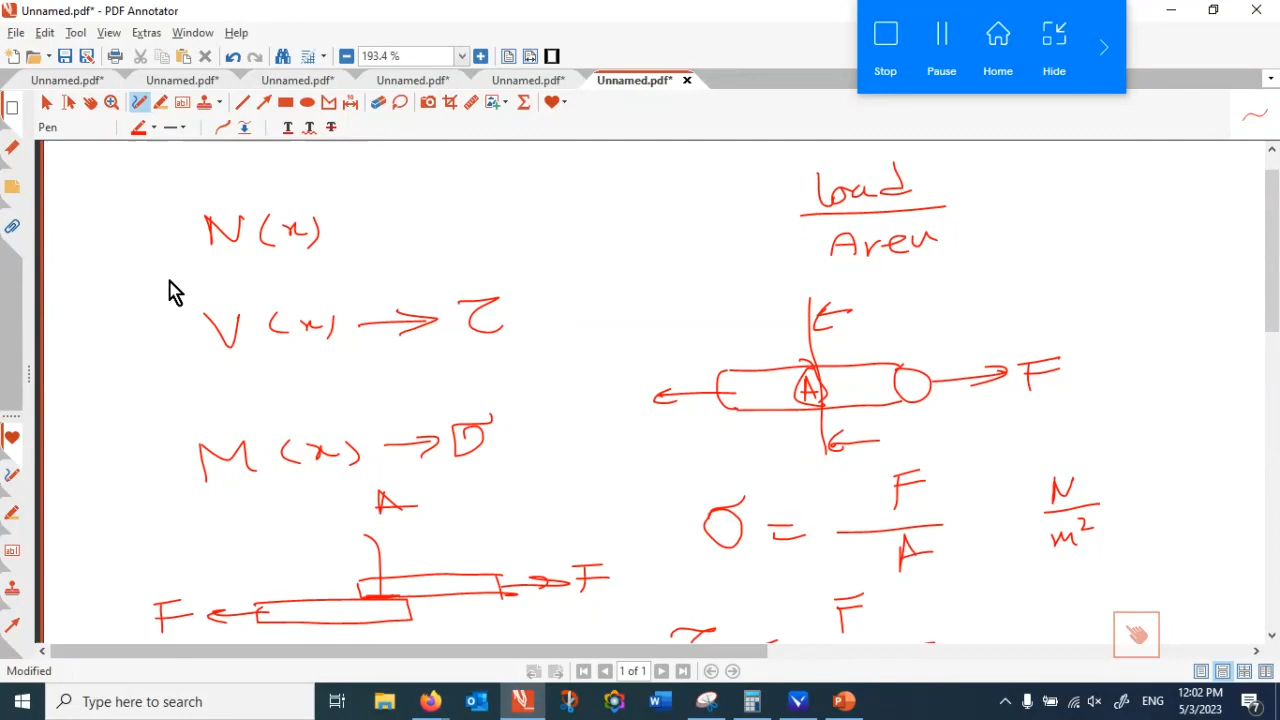 Unnamed.pdf* - PDF Annotator
File Edit Tool View Extras Window Help
193.4 %
Stop Pause Home Hide
Unnamed.pdf* Unnamed.pdf* Unnamed.pdf* Unnamed.pdf* Unnamed.pdf* Unnamed.pdf*
Pen
N(x)
V(x) → τ
M(x) → σ
A
F F
Load
Area
A F
σ = F/A N/m²
τ = F
Modified
1 of 1
Type here to search
ENG
12:02 PM
5/3/2023
7